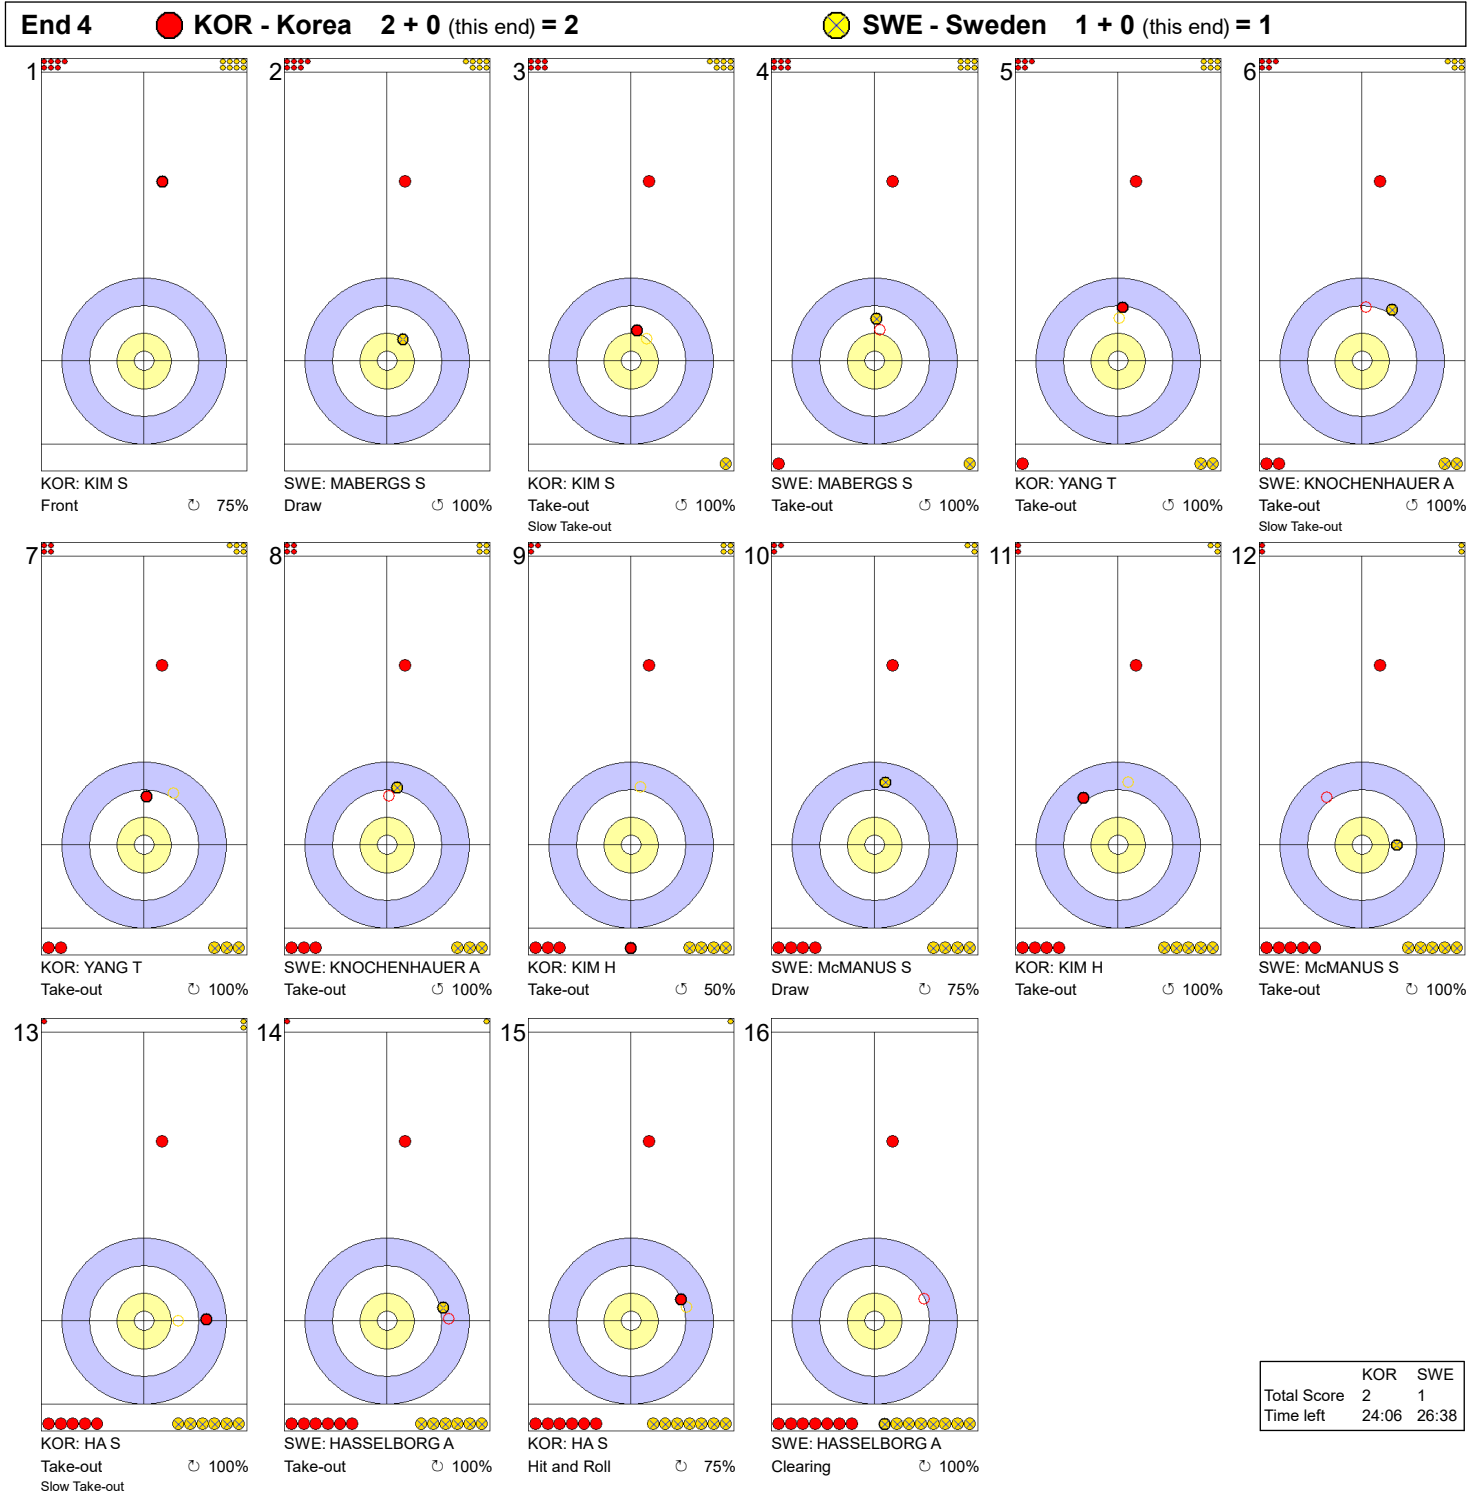 End 4 KOR - Korea 2 + 0 (this end) = 2 SWE - Sweden 1 + 0 (this end) = 1
1 2 3 4 5 6
KOR: KIM S
Front ↻ 75%
SWE: MABERGS S
Draw ↺ 100%
KOR: KIM S
Take-out ↺ 100%
Slow Take-out
SWE: MABERGS S
Take-out ↺ 100%
KOR: YANG T
Take-out ↻ 100%
SWE: KNOCHENHAUER A
Take-out ↻ 100%
Slow Take-out
7 8 9 10 11 12
KOR: YANG T
Take-out ↻ 100%
SWE: KNOCHENHAUER A
Take-out ↻ 100%
KOR: KIM H
Take-out ↺ 50%
SWE: McMANUS S
Draw ↻ 75%
KOR: KIM H
Take-out ↺ 100%
SWE: McMANUS S
Take-out ↻ 100%
13 14 15 16
KOR: HA S
Take-out ↻ 100%
Slow Take-out
SWE: HASSELBORG A
Take-out ↻ 100%
KOR: HA S
Hit and Roll ↻ 75%
SWE: HASSELBORG A
Clearing ↻ 100%
KOR SWE
Total Score 2 1
Time left 24:06 26:38